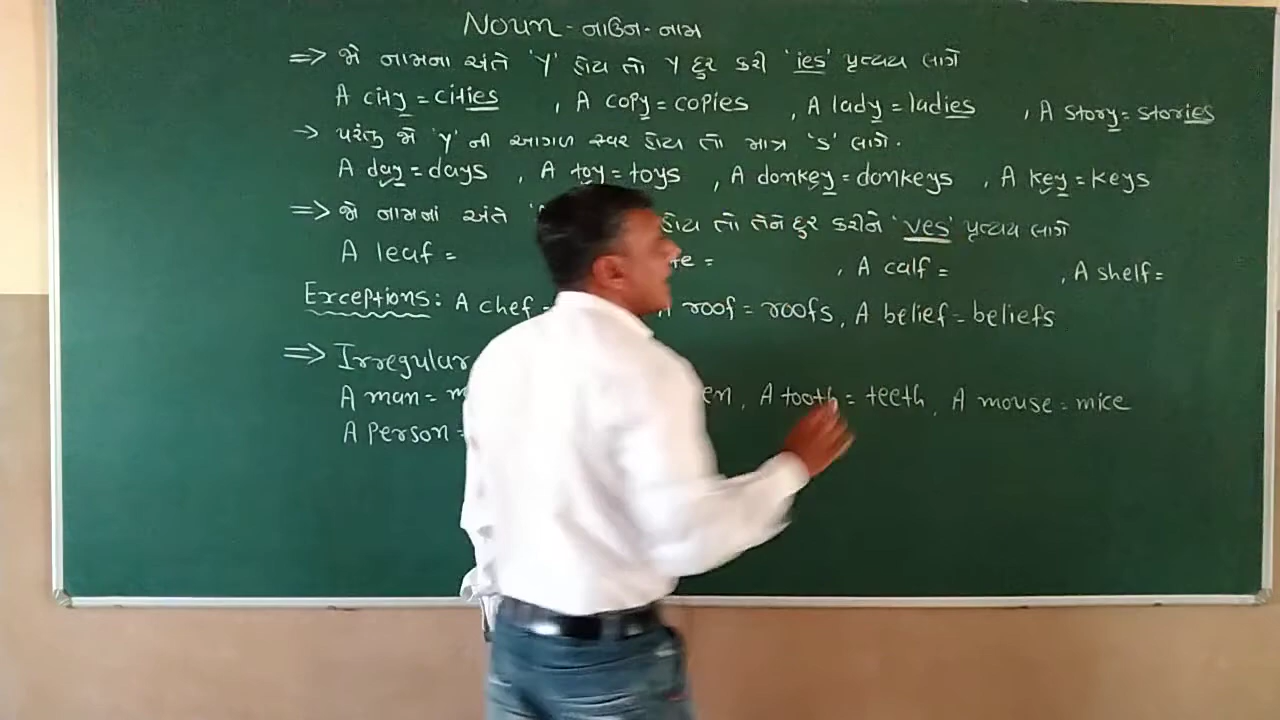 Noun - નાઉન - નામ
=> જે નામના અંતે 'Y' હોય તો Y દુર કરી 'ies' પ્રત્યય લાગે
A city = cities , A copy = copies , A lady = ladies , A story = stories
-> પરંતુ જો 'y' ની આગળ સ્વર હોય તો માત્ર 's' લાગે.
A day = days , A toy = toys , A donkey = donkeys , A key = keys
=> જે નામનાં અંતે હોય તો તેને દુર કરીને 'ves' પ્રત્યય લાગે
A leaf = , A calf = , A shelf =
Exceptions: A chef = A roof = roofs, A belief = beliefs
=> Irregular
A man = A tooth = teeth, A mouse = mice
A Person =